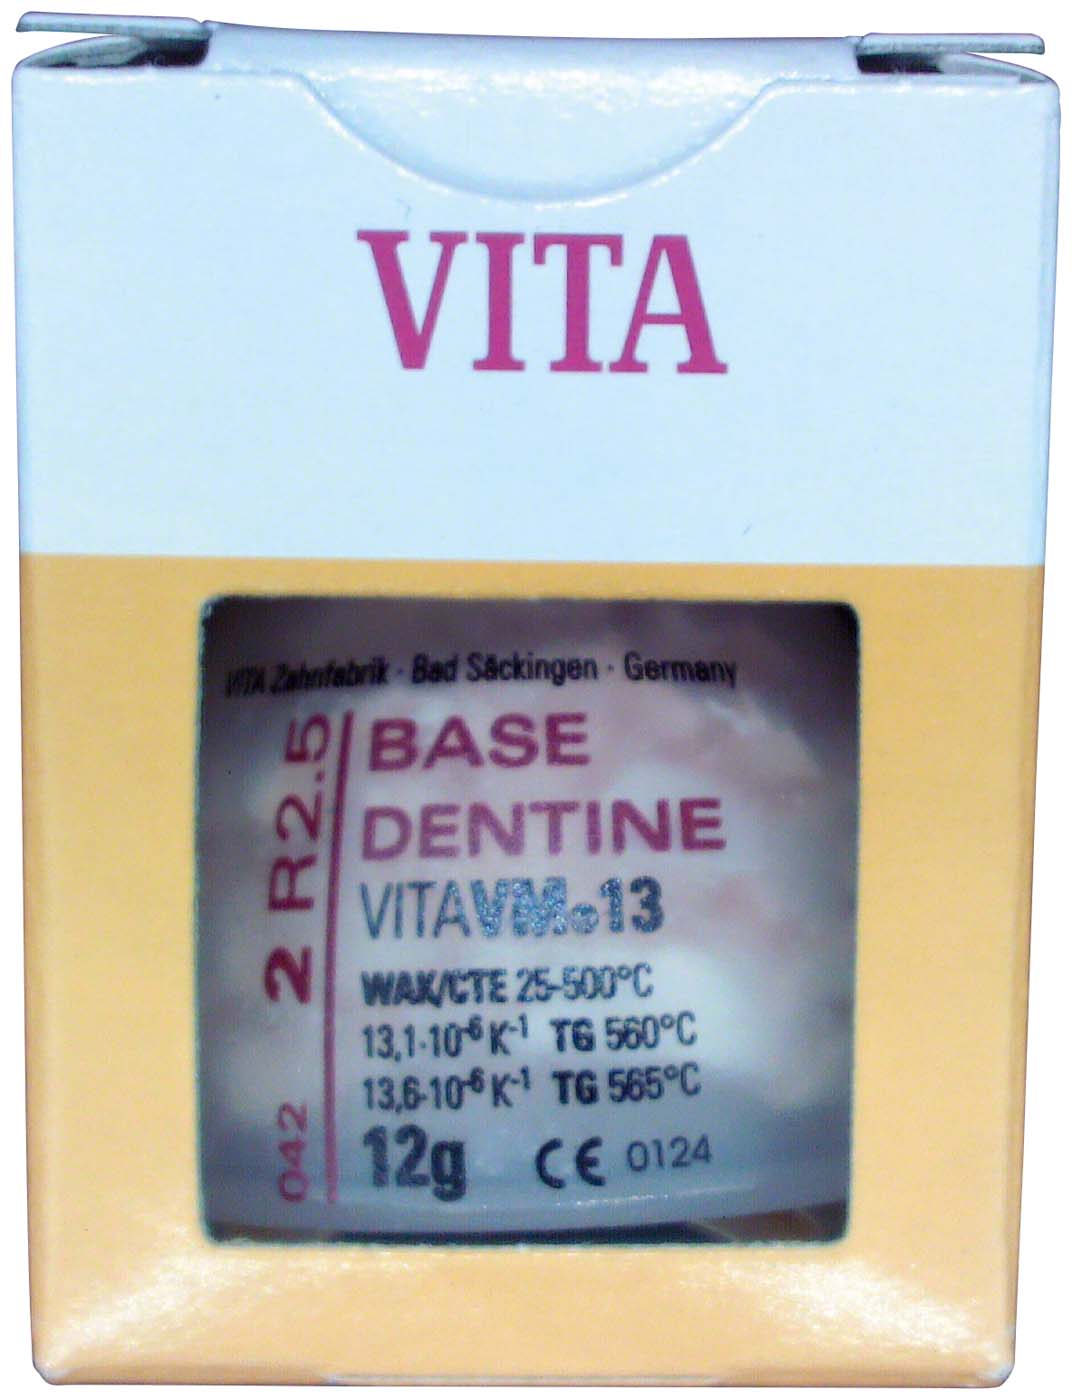 VITA
VITA Zahnfabrik · Bad Säckingen · Germany
042 2 R2.5
BASE
DENTINE
VITAVM®13
WAK/CTE 25-500°C
13,1·10⁻⁶ K⁻¹ TG 560°C
13,6·10⁻⁶ K⁻¹ TG 565°C
12g CE 0124